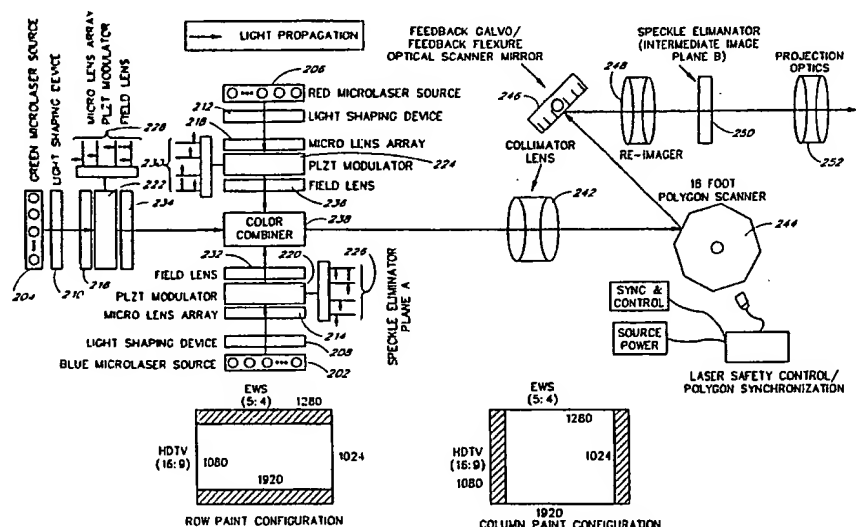 LIGHT PROPAGATION
MICRO LENS ARRAY
PLZT MODULATOR
FIELD LENS
228
GREEN MICROLASER SOURCE
LIGHT SHAPING DEVICE
206
RED MICROLASER SOURCE
212
LIGHT SHAPING DEVICE
218
MICRO LENS ARRAY
PLZT MODULATOR
224
FIELD LENS
236
222
234
204
210
216
COLOR
COMBINER
238
232
220
226
FIELD LENS
PLZT MODULATOR
MICRO LENS ARRAY
214
SPECKLE ELIMINATOR
PLANE A
LIGHT SHAPING DEVICE
208
BLUE MICROLASER SOURCE
202
FEEDBACK GALVO/
FEEDBACK FLEXURE
OPTICAL SCANNER
MIRROR
246
COLLIMATOR
LENS
242
248
RE-IMAGER
SPECKLE ELIMANATOR
(INTERMEDIATE IMAGE
PLANE B)
250
PROJECTION
OPTICS
252
FOOT
POLYGON SCANNER
244
SYNC &
CONTROL
SOURCE
POWER
LASER SAFETY CONTROL/
POLYGON SYNCHRONIZATION
EWS
(5:4)
1280
HDTV
(16:9)
1080
1024
1920
ROW PAINT CONFIGURATION
EWS
(5:4)
1280
HDTV
(16:9)
1080
1024
1920
COLUMN PAINT CONFIGURATION